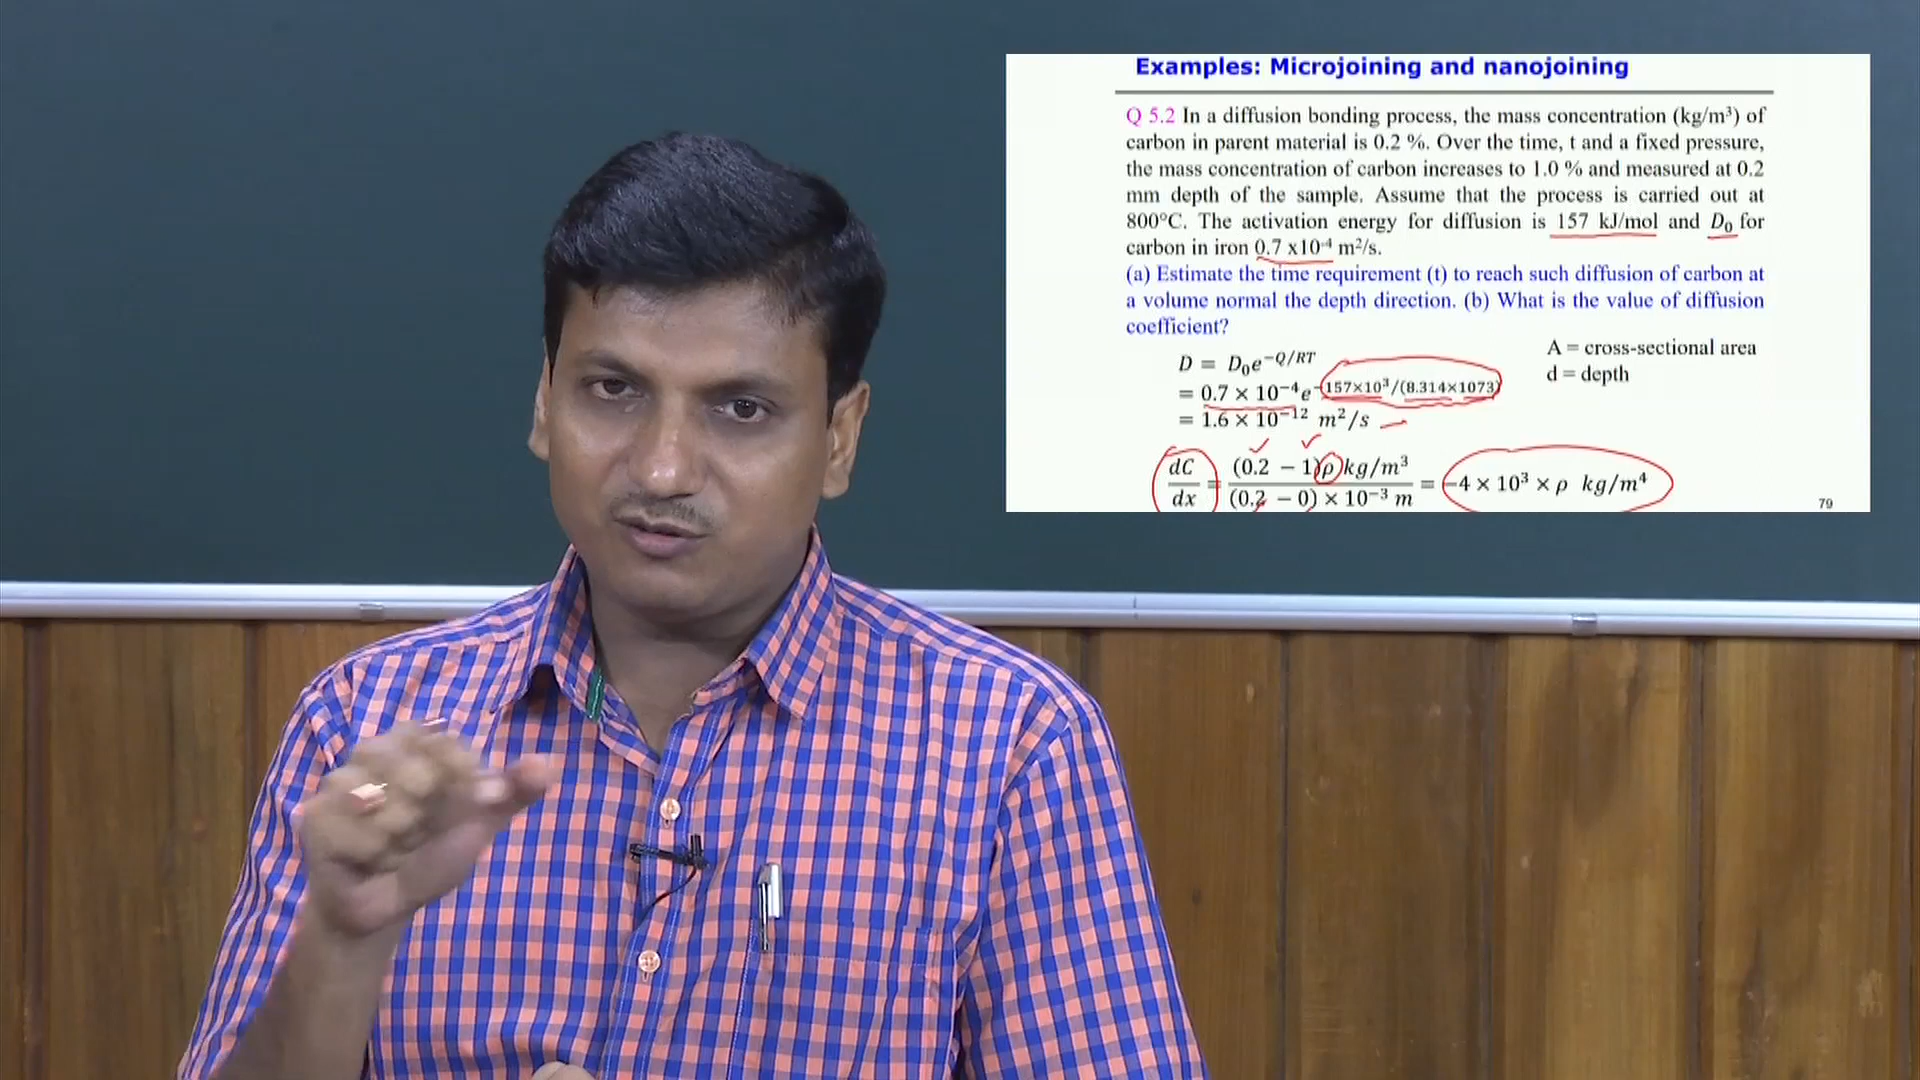 Examples: Microjoining and nanojoining
Q 5.2 In a diffusion bonding process, the mass concentration (kg/m³) of
carbon in parent material is 0.2 %. Over the time, t and a fixed pressure,
the mass concentration of carbon increases to 1.0 % and measured at 0.2
mm depth of the sample. Assume that the process is carried out at
800°C. The activation energy for diffusion is 157 kJ/mol and D₀ for
carbon in iron 0.7 x10⁻⁴ m²/s.
(a) Estimate the time requirement (t) to reach such diffusion of carbon at
a volume normal the depth direction. (b) What is the value of diffusion
coefficient?
A = cross-sectional area
d = depth
D = D₀e^{−Q/RT}
= 0.7 × 10⁻⁴e^{−157×10³/(8.314×1073)}
= 1.6 × 10⁻¹² m²/s
dC/dx = (0.2 − 1)ρ kg/m³ / (0.2 − 0) × 10⁻³ m = −4 × 10³ × ρ kg/m⁴
79